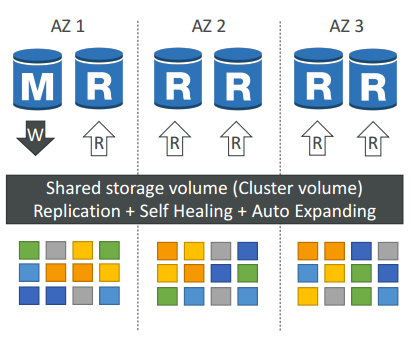 AZ 1
AZ 2
AZ 3
M
R
R
R
R
R
W
R
R
R
R
R
Shared storage volume (Cluster volume)
Replication + Self Healing + Auto Expanding